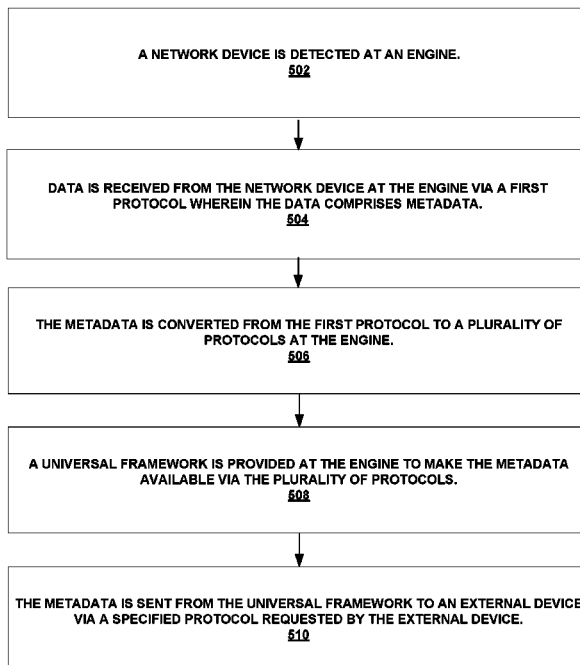 A NETWORK DEVICE IS DETECTED AT AN ENGINE.
502
DATA IS RECEIVED FROM THE NETWORK DEVICE AT THE ENGINE VIA A FIRST
PROTOCOL WHEREIN THE DATA COMPRISES METADATA.
504
THE METADATA IS CONVERTED FROM THE FIRST PROTOCOL TO A PLURALITY OF
PROTOCOLS AT THE ENGINE.
506
A UNIVERSAL FRAMEWORK IS PROVIDED AT THE ENGINE TO MAKE THE METADATA
AVAILABLE VIA THE PLURALITY OF PROTOCOLS.
508
THE METADATA IS SENT FROM THE UNIVERSAL FRAMEWORK TO AN EXTERNAL DEVICE
VIA A SPECIFIED PROTOCOL REQUESTED BY THE EXTERNAL DEVICE.
510